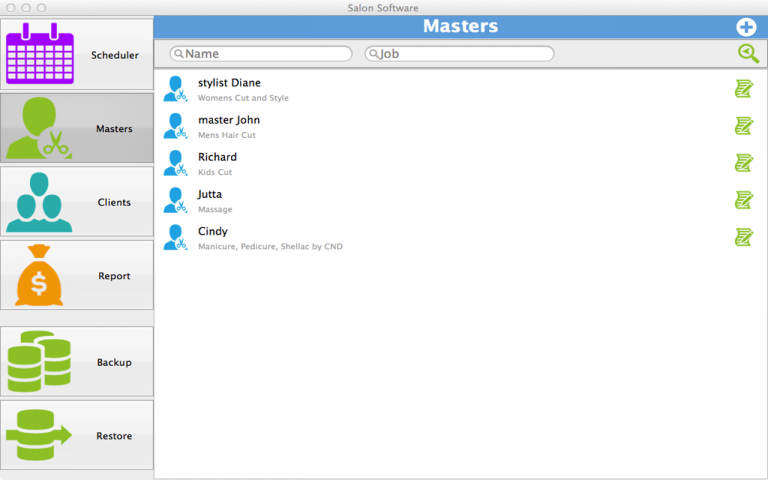 Salon Software
Scheduler
Masters
Clients
Report
$
Backup
Restore
Masters
Name
Job
stylist Diane
Womens Cut and Style
master John
Mens Hair Cut
Richard
Kids Cut
Jutta
Massage
Cindy
Manicure, Pedicure, Shellac by CND